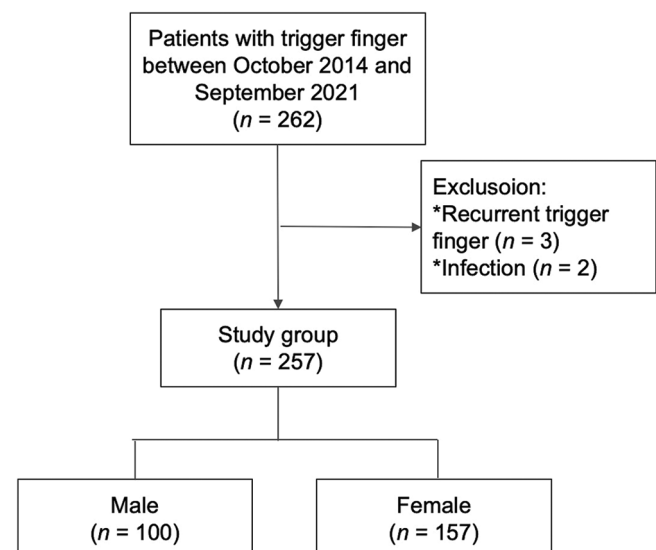 Patients with trigger finger
between October 2014 and
September 2021
(n = 262)
Exclusoion:
*Recurrent trigger
finger (n = 3)
*Infection (n = 2)
Study group
(n = 257)
Male
(n = 100)
Female
(n = 157)